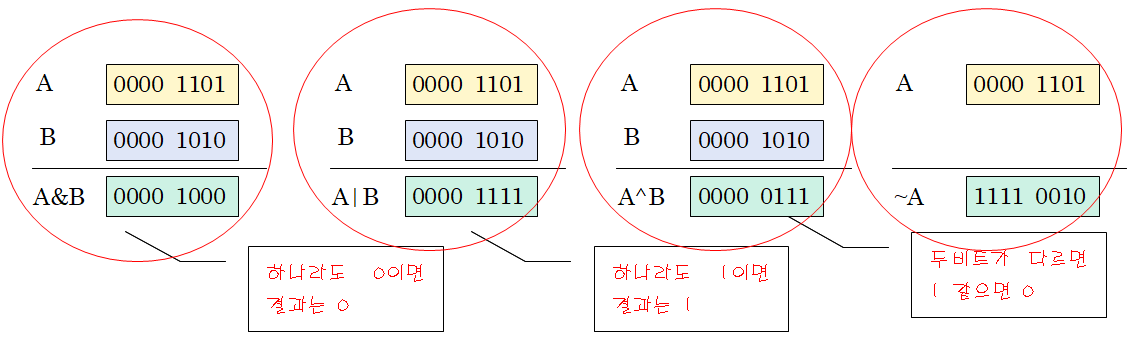 A 0000 1101
B 0000 1010
A&B 0000 1000
하나라도 0이면
결과는 0
A 0000 1101
B 0000 1010
A|B 0000 1111
하나라도 1이면
결과는 1
A 0000 1101
B 0000 1010
A^B 0000 0111
두비트가 다르면
1 같으면 0
A 0000 1101
~A 1111 0010